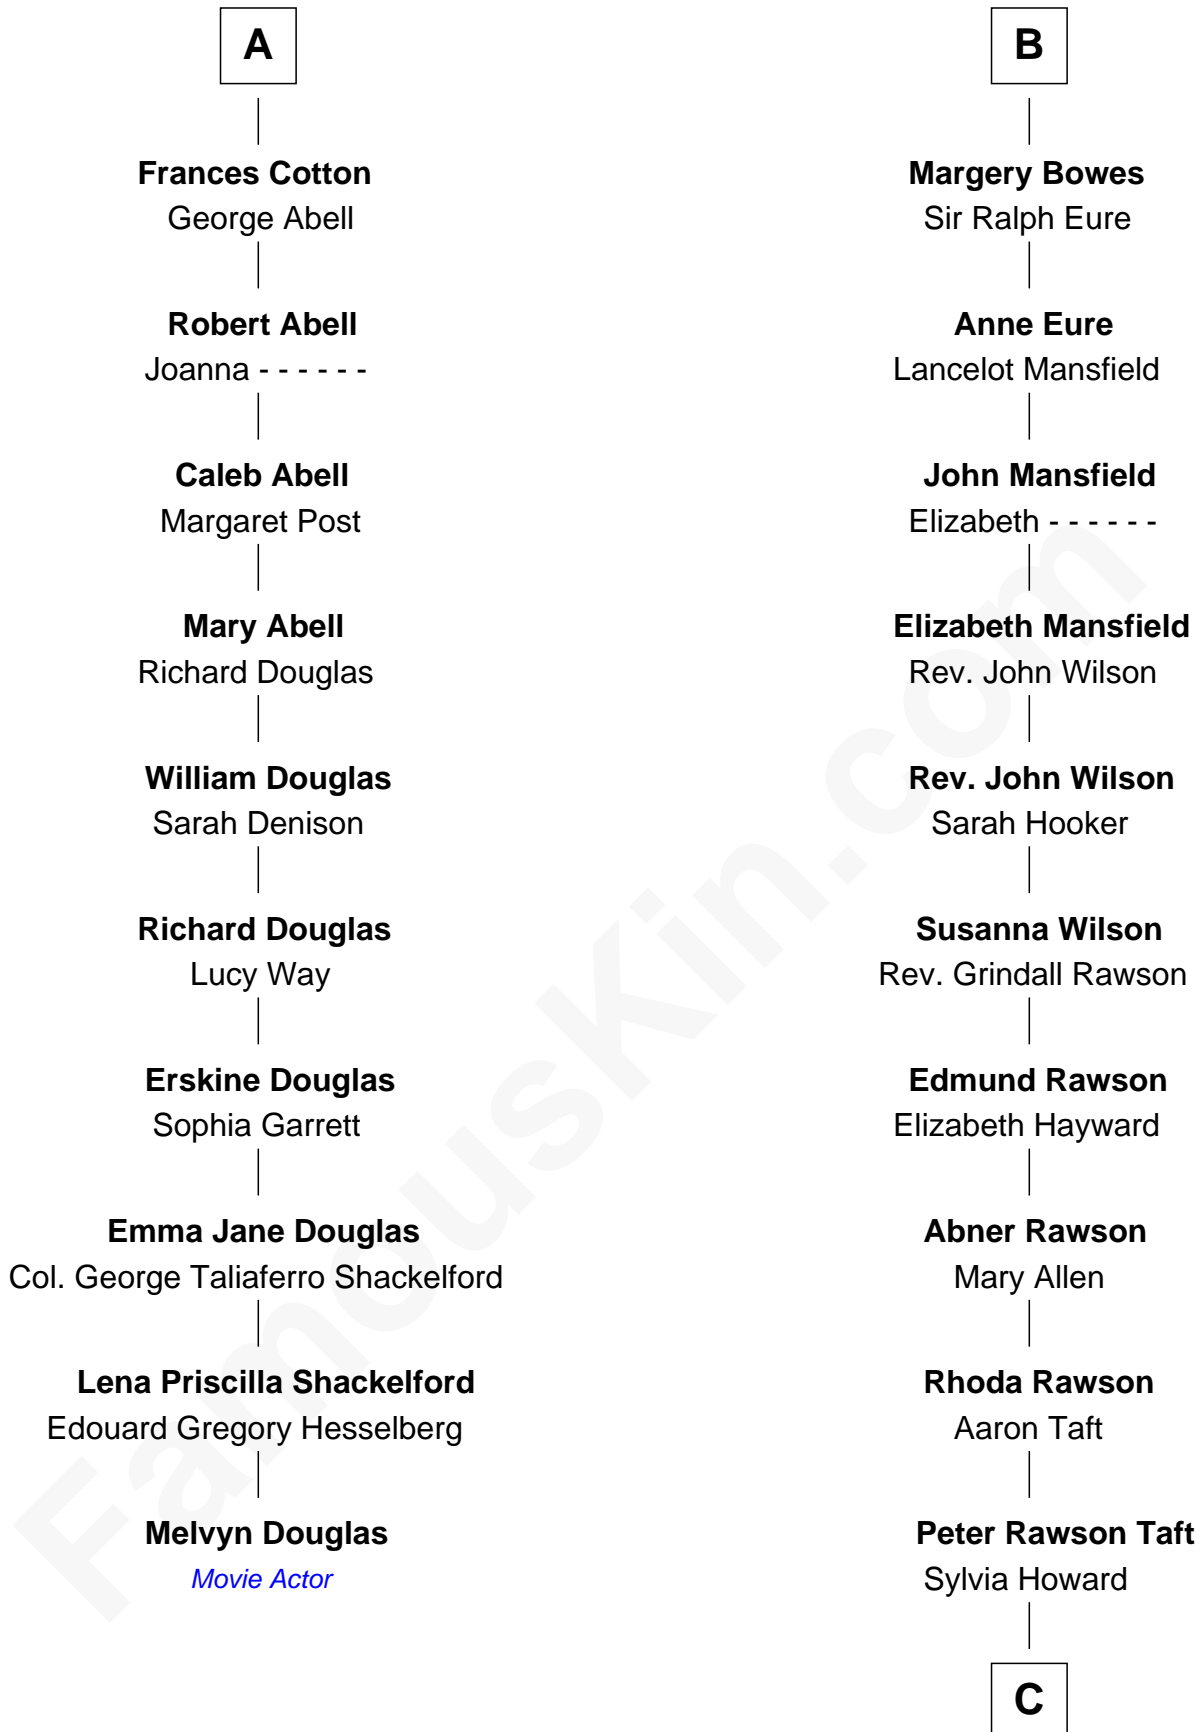 A
Frances Cotton
George Abell
Robert Abell
Joanna - - - - - -
Caleb Abell
Margaret Post
Mary Abell
Richard Douglas
William Douglas
Sarah Denison
Richard Douglas
Lucy Way
Erskine Douglas
Sophia Garrett
Emma Jane Douglas
Col. George Taliaferro Shackelford
Lena Priscilla Shackelford
Edouard Gregory Hesselberg
Melvyn Douglas
Movie Actor
B
Margery Bowes
Sir Ralph Eure
Anne Eure
Lancelot Mansfield
John Mansfield
Elizabeth - - - - - -
Elizabeth Mansfield
Rev. John Wilson
Rev. John Wilson
Sarah Hooker
Susanna Wilson
Rev. Grindall Rawson
Edmund Rawson
Elizabeth Hayward
Abner Rawson
Mary Allen
Rhoda Rawson
Aaron Taft
Peter Rawson Taft
Sylvia Howard
C
FamousKin.com